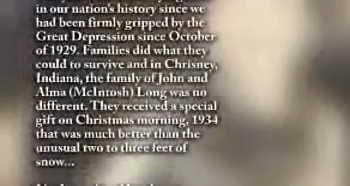 in our nation's history since we
had been firmly gripped by the
Great Depression since October
of 1929. Families did what they
could to survive and in Chrisney,
Indiana, the family of John and
Alma (McIntosh) Long was no
different. They received a special
gift on Christmas morning, 1934
that was much better than the
unusual two to three feet of
snow...